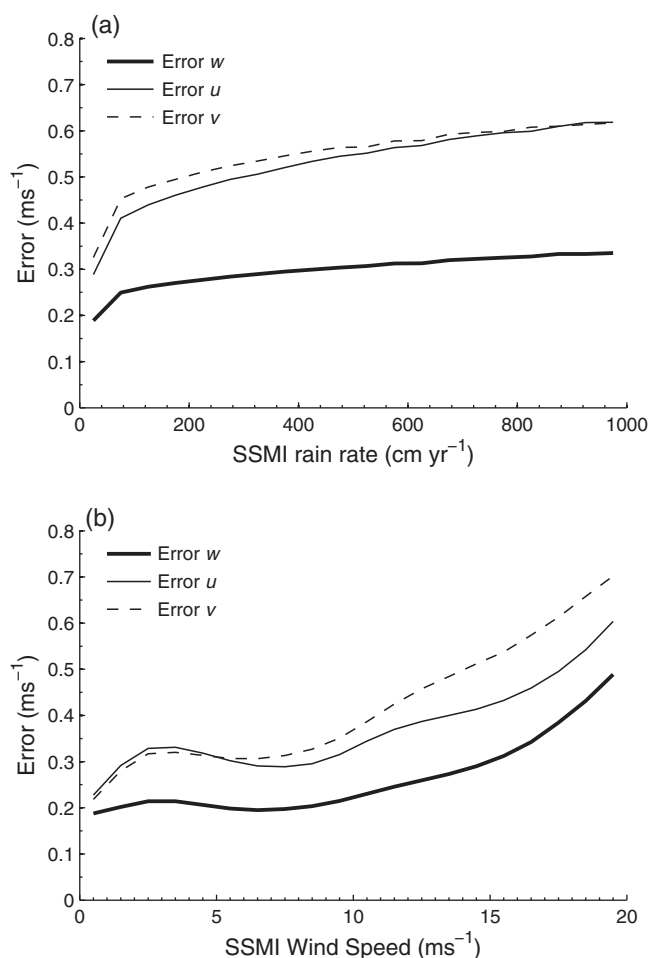 (a)
0.8
0.7
0.6
0.5
0.4
0.3
0.2
0.1
0
Error (ms⁻¹)
Error w
Error u
Error v
0 200 400 600 800 1000
SSMI rain rate (cm yr⁻¹)
(b)
0.8
0.7
0.6
0.5
0.4
0.3
0.2
0.1
0
Error (ms⁻¹)
Error w
Error u
Error v
0 5 10 15 20
SSMI Wind Speed (ms⁻¹)